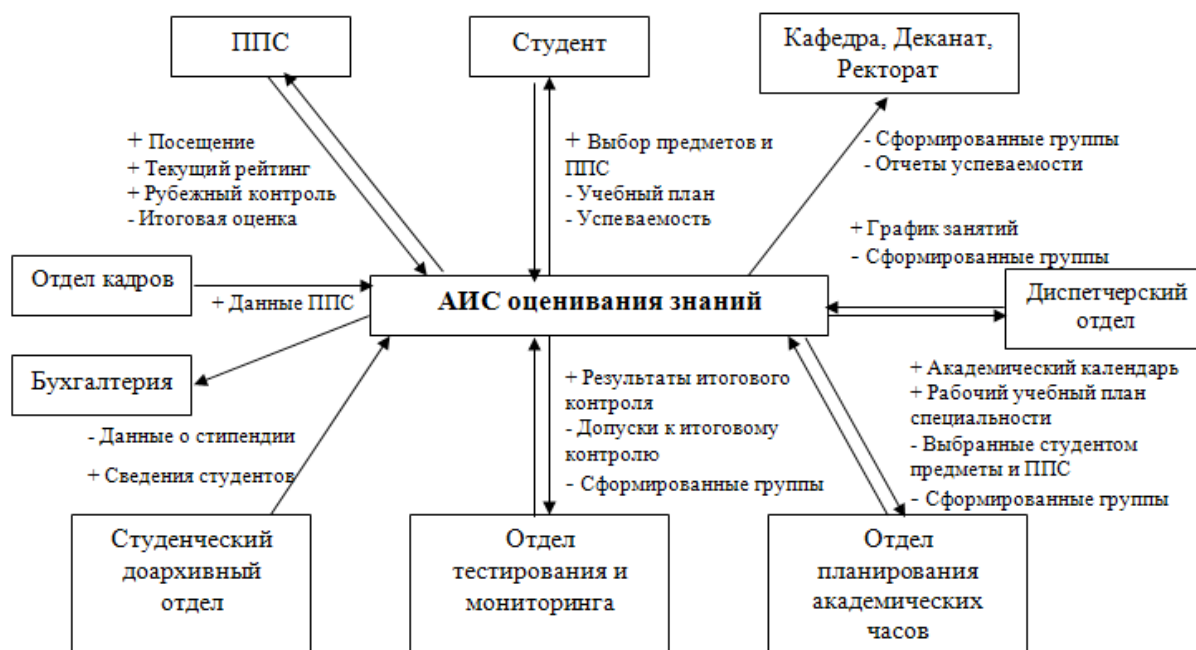 ППС
Студент
Кафедра, Деканат,
Ректорат
+ Посещение
+ Текущий рейтинг
+ Рубежный контроль
- Итоговая оценка
+ Выбор предметов и
ППС
- Учебный план
- Успеваемость
- Сформированные группы
- Отчеты успеваемости
+ График занятий
- Сформированные группы
Отдел кадров
+ Данные ППС
АИС оценивания знаний
Диспетчерский
отдел
Бухгалтерия
- Данные о стипендии
+ Сведения студентов
+ Результаты итогового
контроля
- Допуски к итоговому
контролю
- Сформированные группы
+ Академический календарь
+ Рабочий учебный план
специальности
- Выбранные студентом
предметы и ППС
- Сформированные группы
Студенческий
доархивный
отдел
Отдел
тестирования и
мониторинга
Отдел
планирования
академических
часов